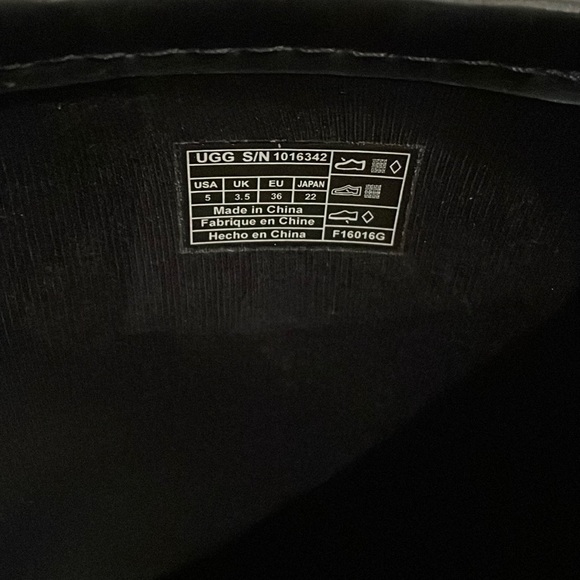 UGG S/N 1016342
USA UK EU JAPAN
5 3.5 36 22
Made in China
Fabrique en Chine
Hecho en China
F16016G